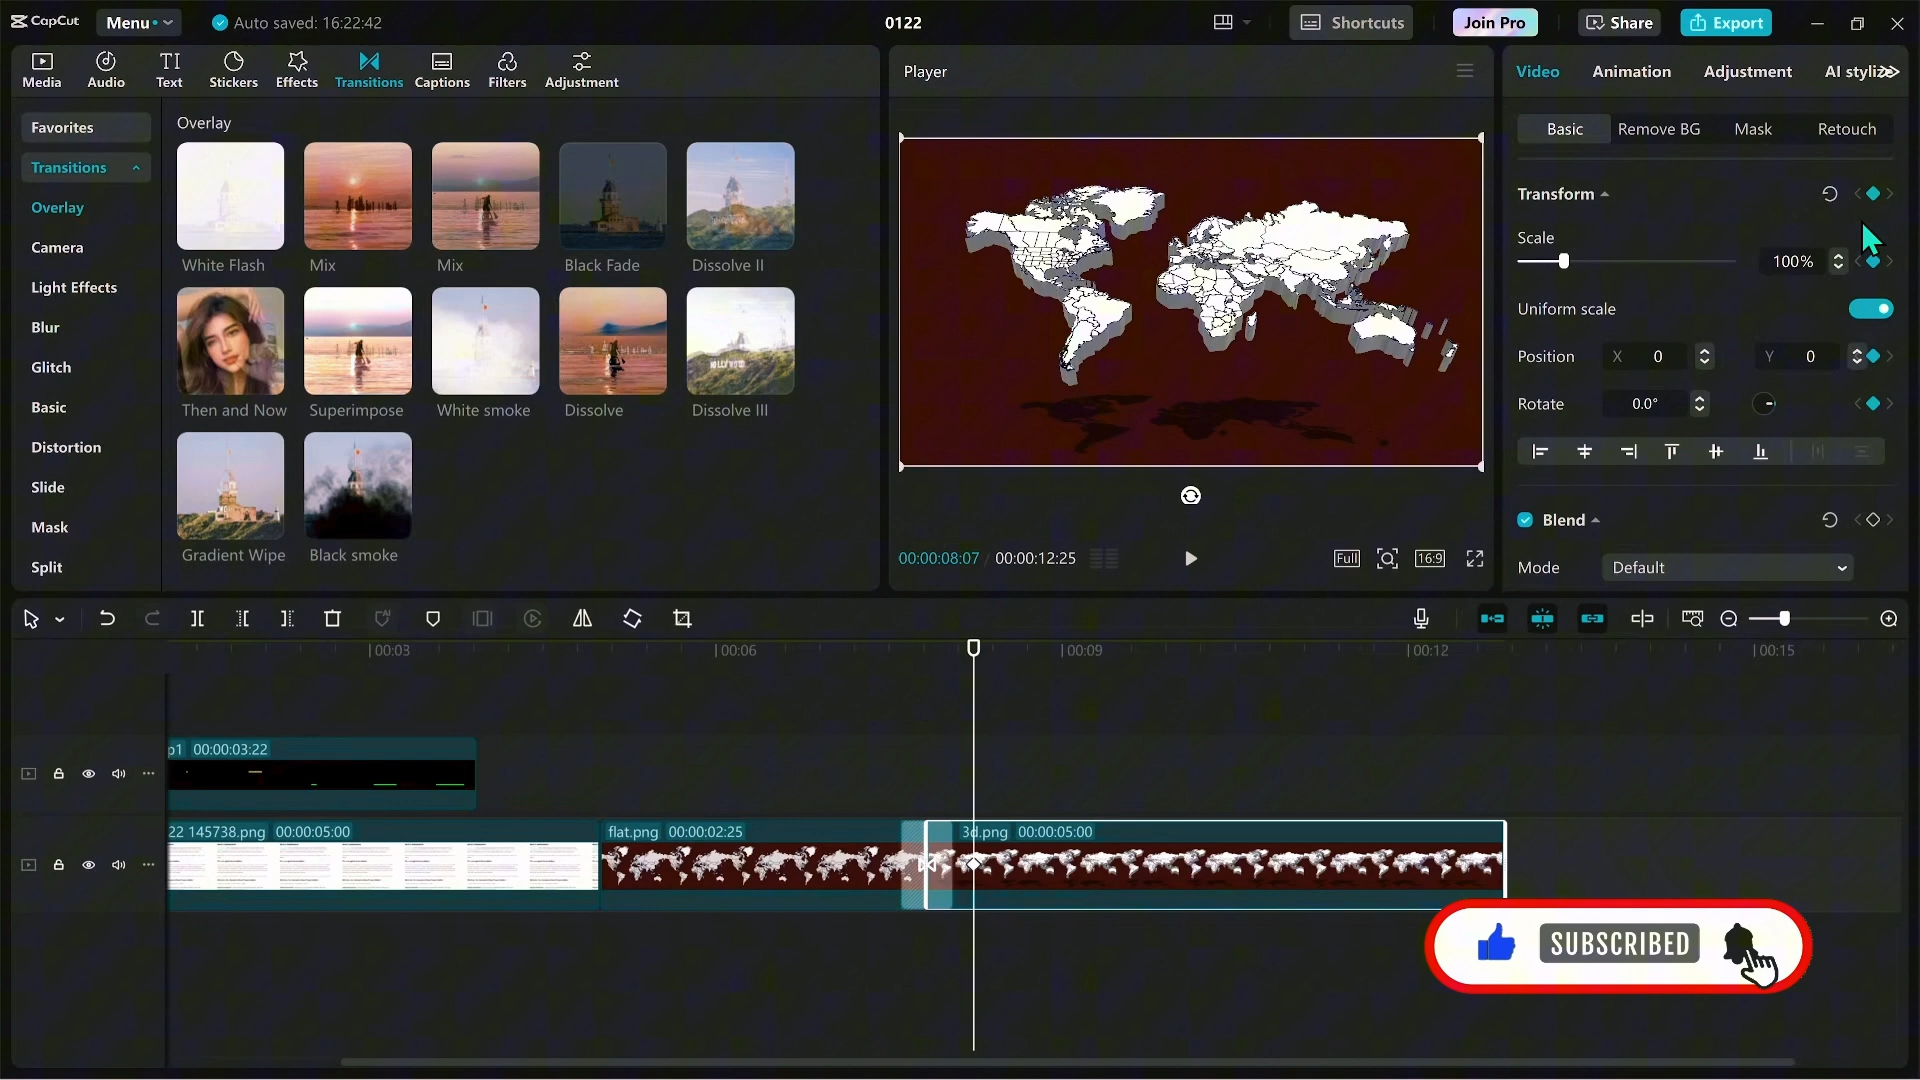 CapCut
Menu
Auto saved: 16:22:42
0122
Shortcuts
Join Pro
Share
Export
Media
Audio
TI
Text
Stickers
Effects
Transitions
Captions
Filters
Adjustment
Player
Video
Animation
Adjustment
AI stylize
Favorites
Transitions
Overlay
Camera
Light Effects
Blur
Glitch
Basic
Distortion
Slide
Mask
Split
Overlay
White Flash
Mix
Mix
Black Fade
Dissolve II
Then and Now
Superimpose
White smoke
Dissolve
Dissolve III
Gradient Wipe
Black smoke
00:00:08:07 / 00:00:12:25
Full
16:9
Basic
Remove BG
Mask
Retouch
Transform
Scale
100%
Uniform scale
Position
X 0
Y 0
Rotate
0.0°
Blend
Mode
Default
00:03
00:06
00:09
00:12
00:15
p1 00:00:03:22
22 145738.png 00:00:05:00
flat.png 00:00:02:25
3d.png 00:00:05:00
SUBSCRIBED